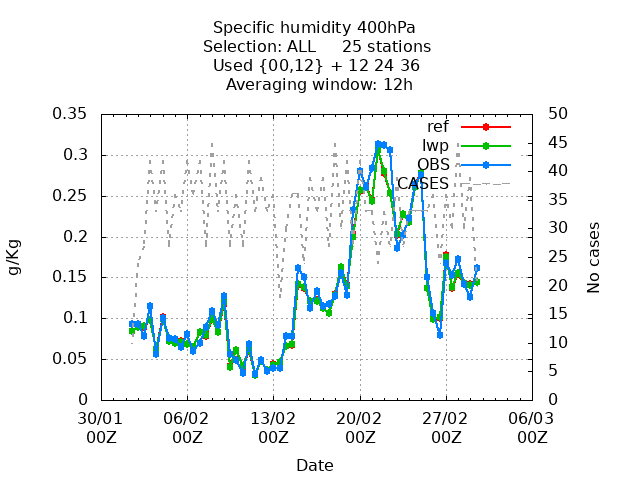 Specific humidity 400hPa
Selection: ALL 25 stations
Used {00,12} + 12 24 36
Averaging window: 12h
ref
lwp
OBS
CASES
g/Kg
No cases
0.35
0.3
0.25
0.2
0.15
0.1
0.05
0
50
45
40
35
30
25
20
15
10
5
0
30/01 06/02 13/02 20/02 27/02 06/03
00Z 00Z 00Z 00Z 00Z 00Z
Date